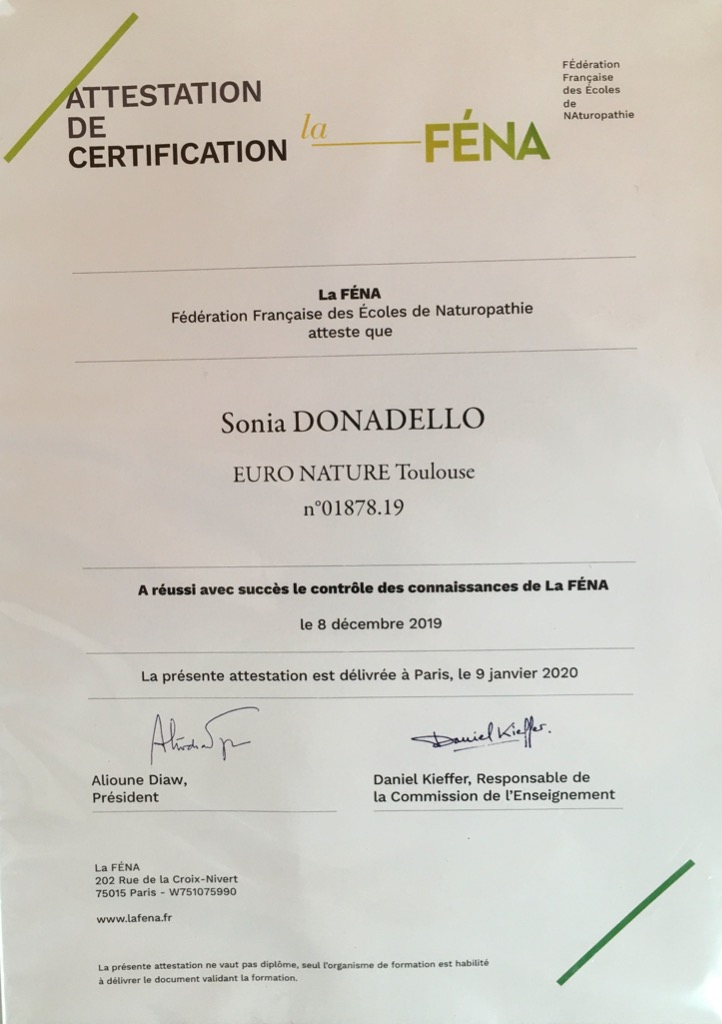 ATTESTATION
DE
CERTIFICATION
la FÉNA
FÉdération
Française
des Écoles
de
NAturopathie
La FÉNA
Fédération Française des Écoles de Naturopathie
atteste que
Sonia DONADELLO
EURO NATURE Toulouse
n°01878.19
A réussi avec succès le contrôle des connaissances de La FÉNA
le 8 décembre 2019
La présente attestation est délivrée à Paris, le 9 janvier 2020
Daniel Kieffer.
Alioune Diaw,
Président
Daniel Kieffer, Responsable de
la Commission de l'Enseignement
La FÉNA
202 Rue de la Croix-Nivert
75015 Paris - W751075990
www.lafena.fr
La présente attestation ne vaut pas diplôme, seul l'organisme de formation est habilité
à délivrer le document validant la formation.